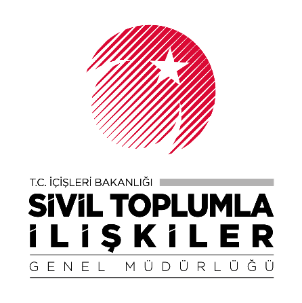 T.C. İÇİŞLERİ BAKANLIĞI
SİVİL TOPLUMLA
İLİŞKİLER
GENEL MÜDÜRLÜĞÜ